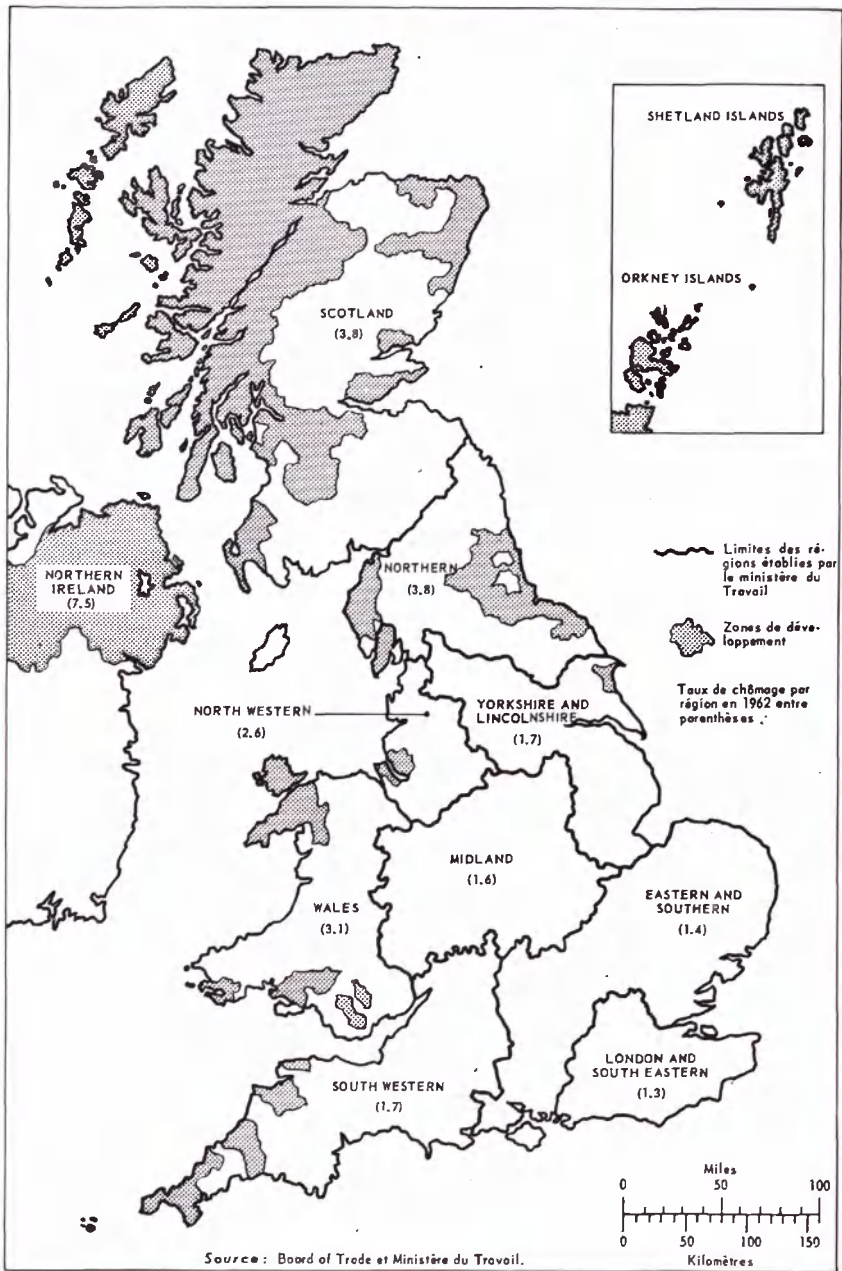 SHETLAND ISLANDS
ORKNEY ISLANDS
SCOTLAND
(3.8)
Limites des ré-
gions établies par
le ministère du
Travail
NORTHERN
IRELAND
(7.5)
NORTHERN
(3.8)
Zones de déve-
loppement
Taux de chômage par
région en 1962 entre
parenthèses .
NORTH WESTERN
(2.6)
YORKSHIRE AND
LINCOLNSHIRE
(1.7)
MIDLAND
(1.6)
EASTERN AND
SOUTHERN
(1.4)
WALES
(3.1)
LONDON AND
SOUTH EASTERN
(1.3)
SOUTH WESTERN
(1.7)
Miles
0 50 100
0 50 100 150
Kilomètres
Source : Board of Trade et Ministère du Travail.